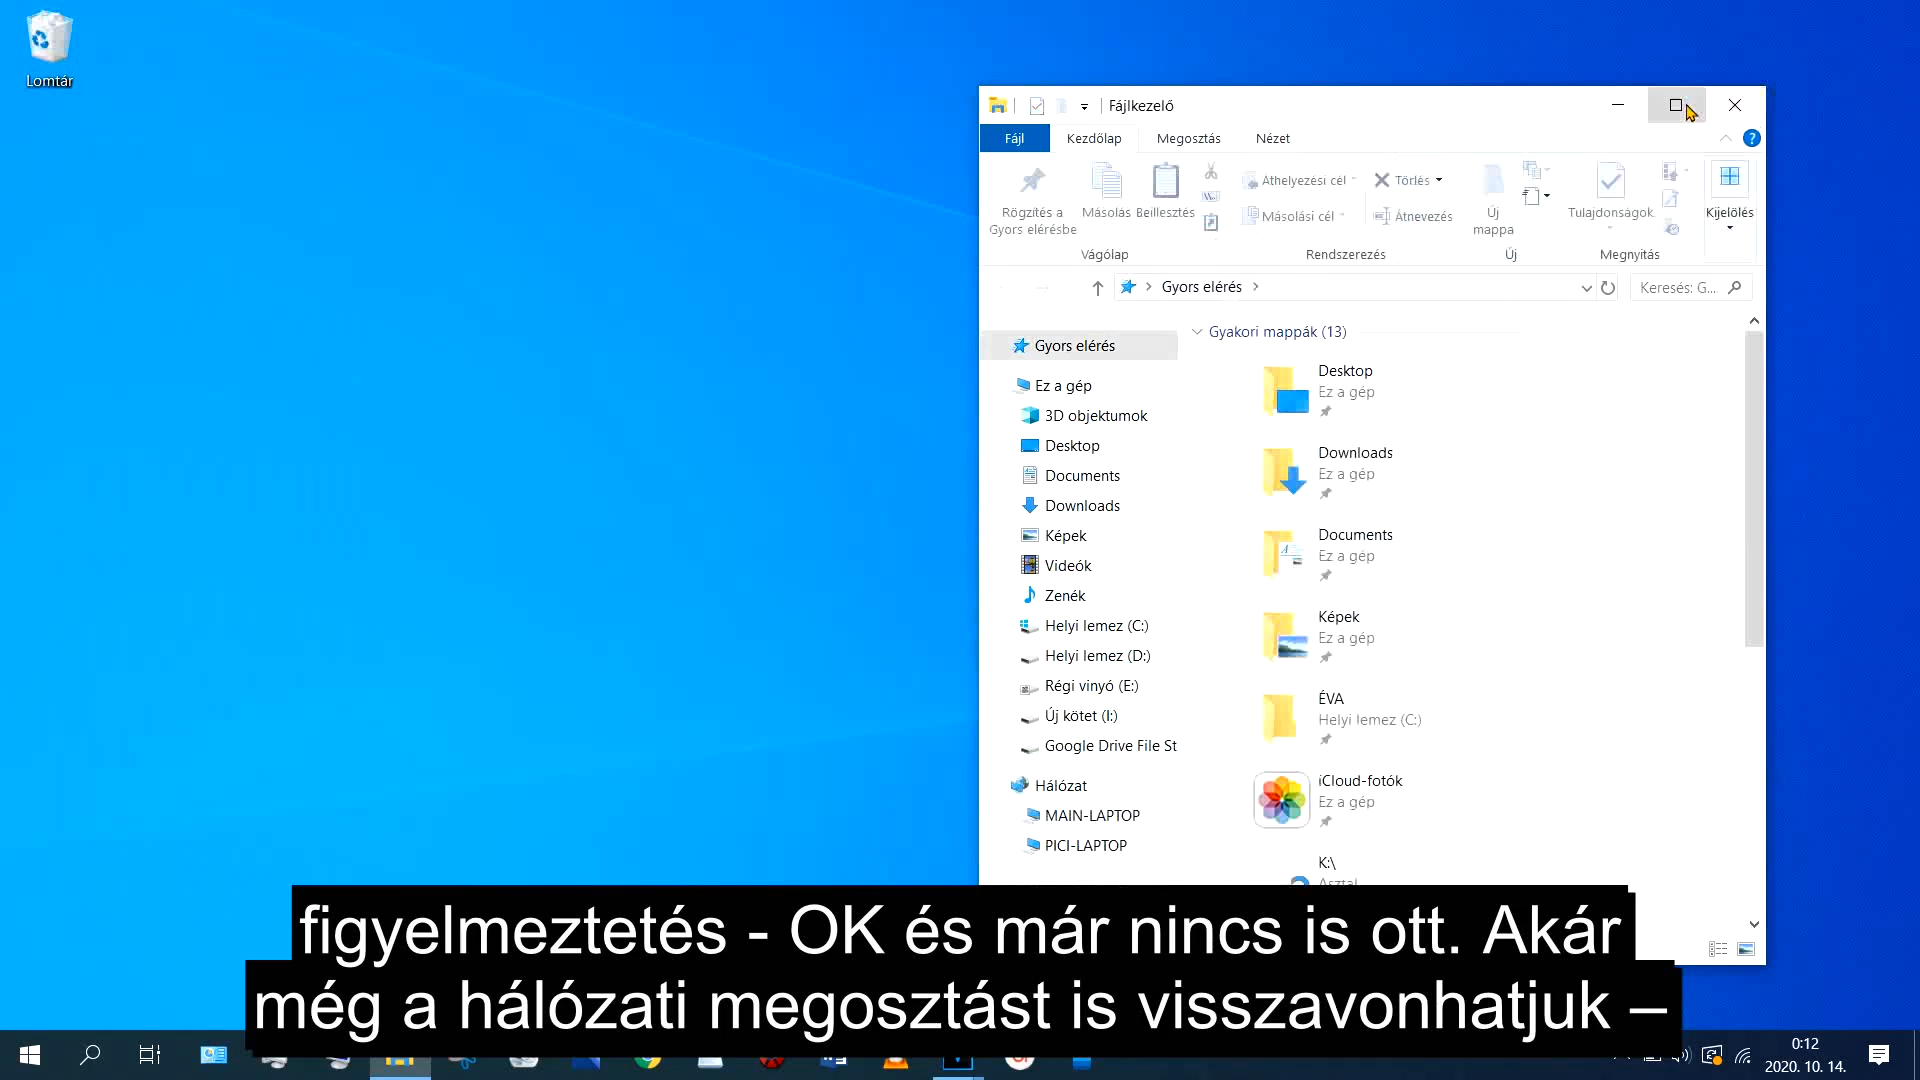 Lomtár
Fájlkezelő
Fájl
Kezdőlap
Megosztás
Nézet
?
Rögzítés a
Gyors elérésbe
Másolás
Beillesztés
Vágólap
Áthelyezési cél
Másolási cél
Törlés
Átnevezés
Rendszerezés
Új
mappa
Új
Tulajdonságok
Megnyitás
Kijelölés
Gyors elérés
Keresés: G...
Gyors elérés
Ez a gép
3D objektumok
Desktop
Documents
Downloads
Képek
Videók
Zenék
Helyi lemez (C:)
Helyi lemez (D:)
Régi vinyó (E:)
Új kötet (I:)
Google Drive File St
Hálózat
MAIN-LAPTOP
PICI-LAPTOP
Gyakori mappák (13)
Desktop
Ez a gép
Downloads
Ez a gép
Documents
Ez a gép
Képek
Ez a gép
ÉVA
Helyi lemez (C:)
iCloud-fotók
Ez a gép
K:\
Asztal
figyelmeztetés - OK és már nincs is ott. Akár
még a hálózati megosztást is visszavonhatjuk –
0:12
2020. 10. 14.